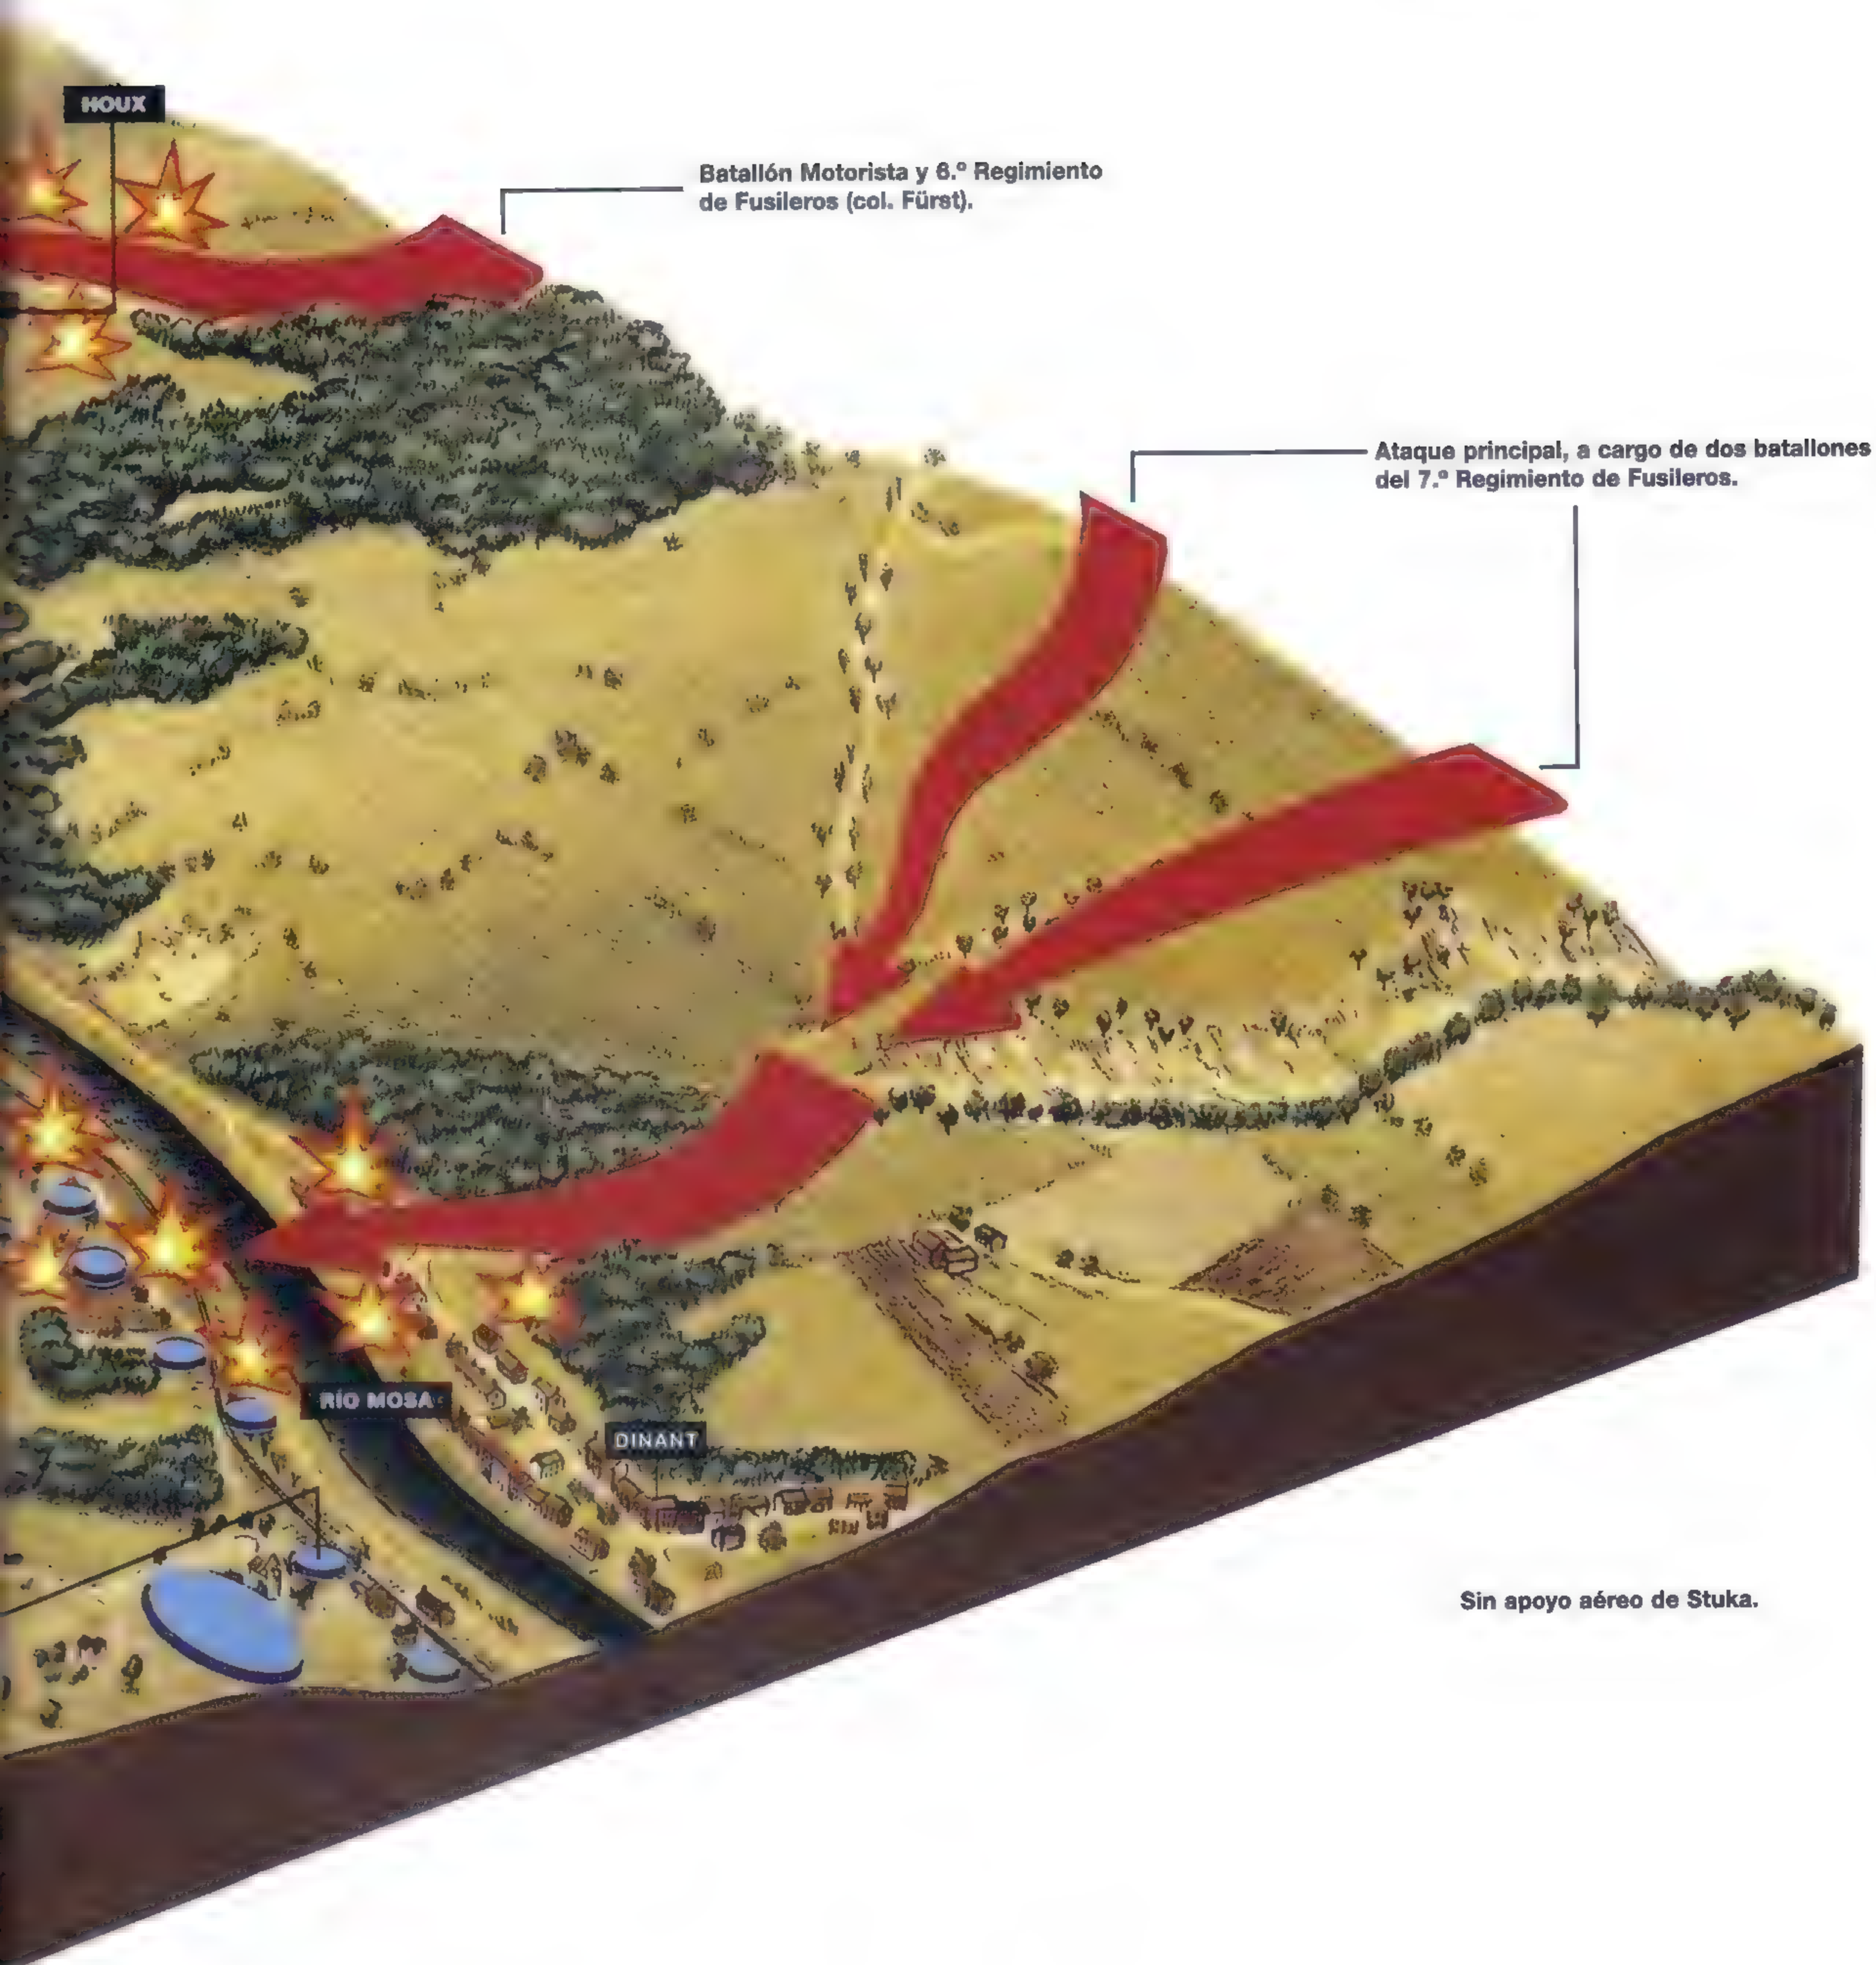 HOUX
Batallón Motorista y 6.º Regimiento
de Fusileros (col. Fürst).
Ataque principal, a cargo de dos batallones
del 7.º Regimiento de Fusileros.
RÍO MOSA
DINANT
Sin apoyo aéreo de Stuka.